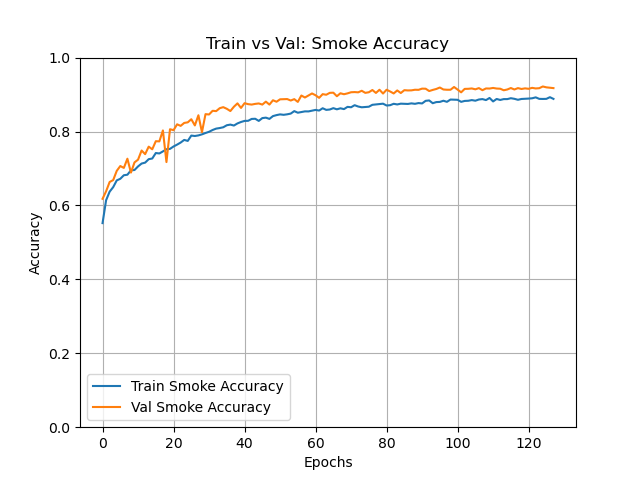 Train vs Val: Smoke Accuracy
1.0
0.8
0.6
0.4
0.2
0.0
Accuracy
Train Smoke Accuracy
Val Smoke Accuracy
0 20 40 60 80 100 120
Epochs